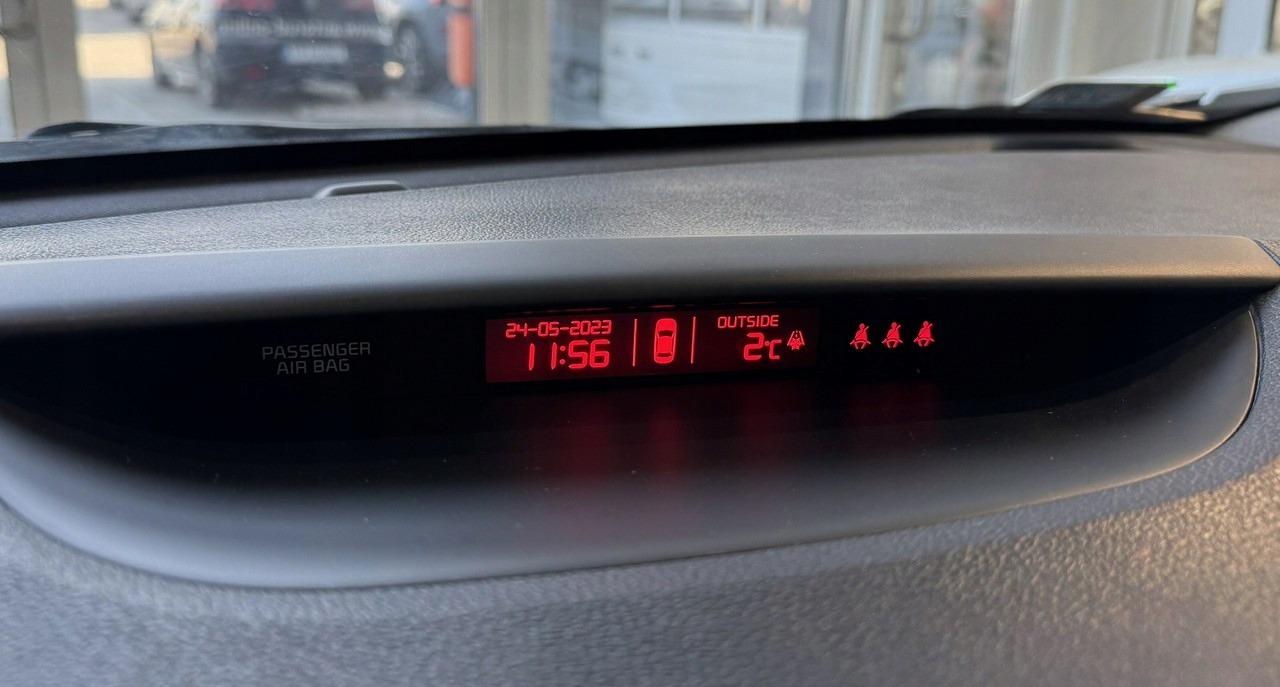 PASSENGER
AIR BAG
24-05-2023
11:56
OUTSIDE
2°C